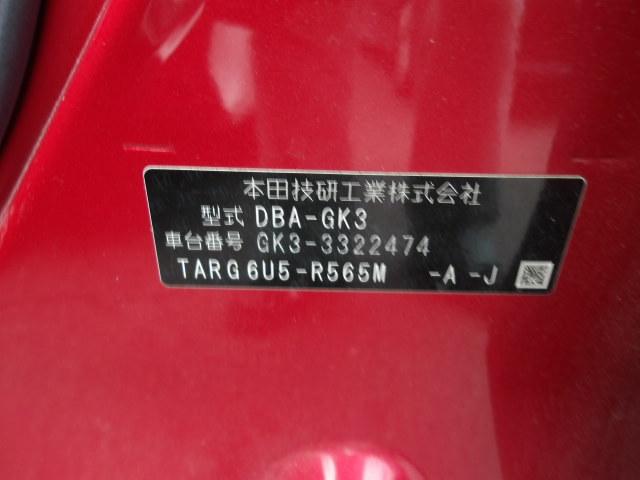 本田技研工業株式会社
型式 DBA-GK3
車台番号 GK3-3322474
TARG6U5-R565M -A -J